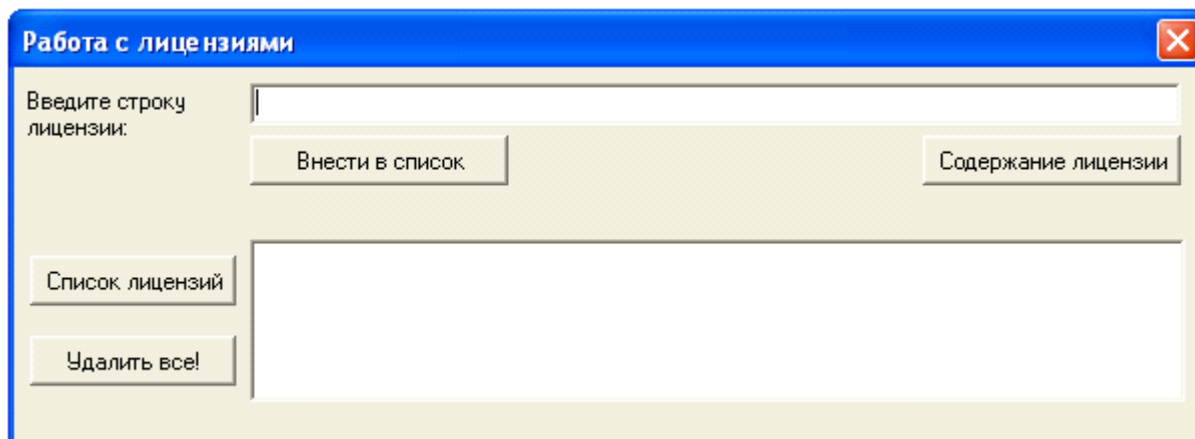 Работа с лицензиями
Введите строку
лицензии:
Внести в список
Содержание лицензии
Список лицензий
Удалить все!